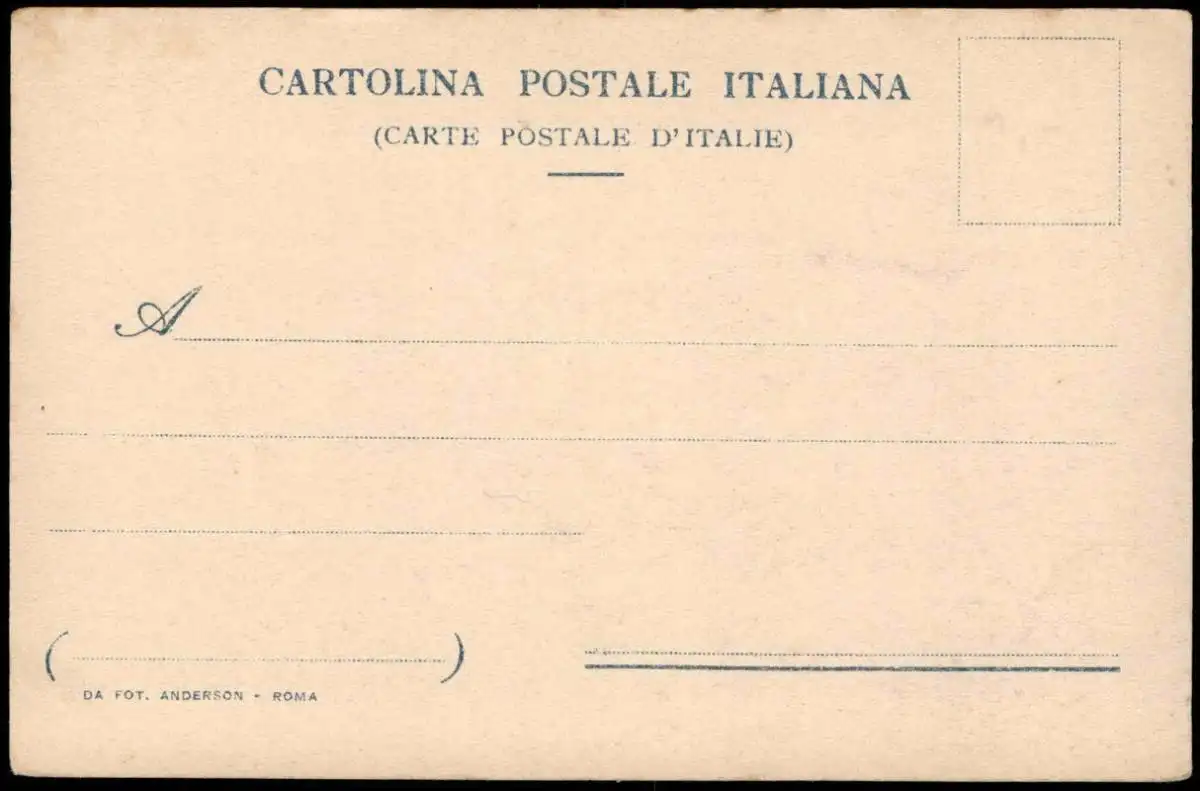 CARTOLINA POSTALE ITALIANA
(CARTE POSTALE D'ITALIE)
A
( )
DA FOT. ANDERSON - ROMA